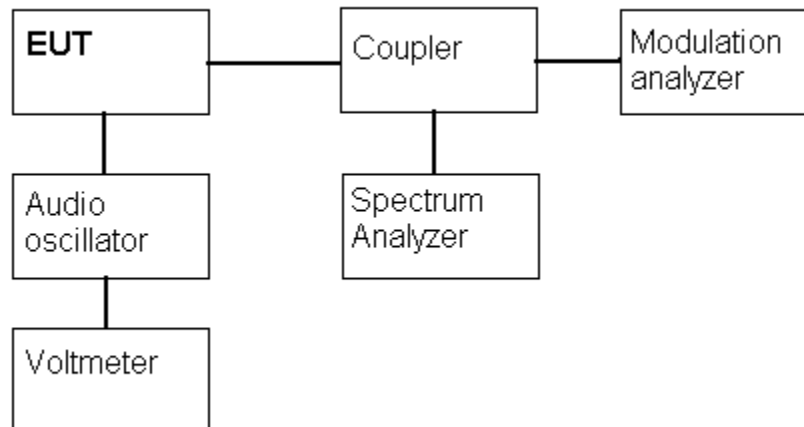 EUT
Coupler
Modulation
analyzer
Audio
oscillator
Spectrum
Analyzer
Voltmeter